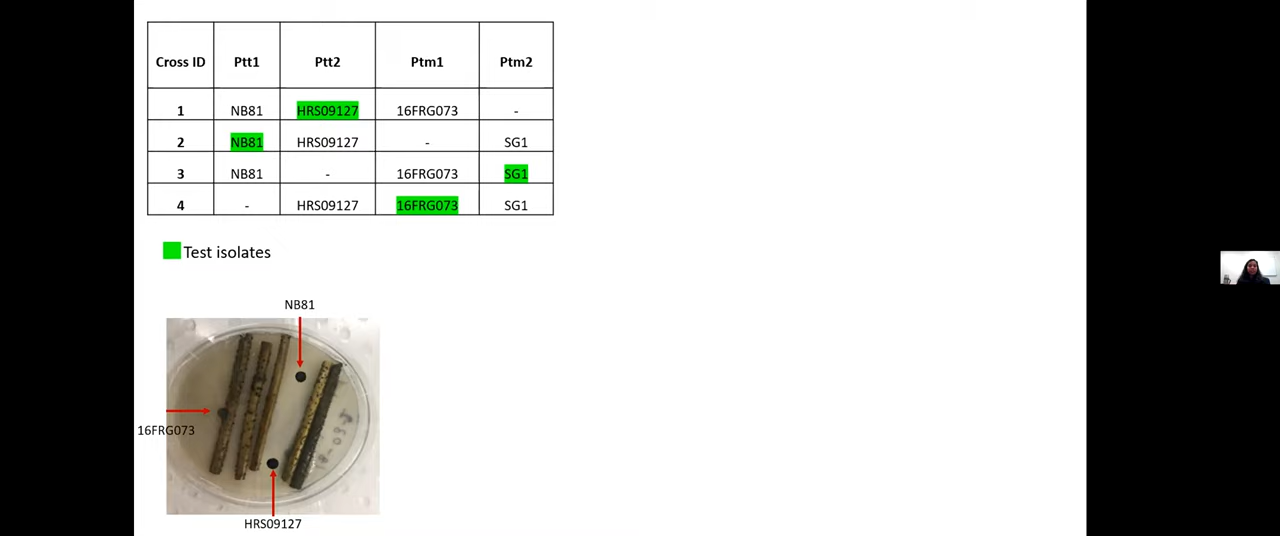 Cross ID Ptt1 Ptt2 Ptm1 Ptm2
1 NB81 HRS09127 16FRG073 -
2 NB81 HRS09127 - SG1
3 NB81 - 16FRG073 SG1
4 - HRS09127 16FRG073 SG1
Test isolates
NB81
16FRG073
HRS09127